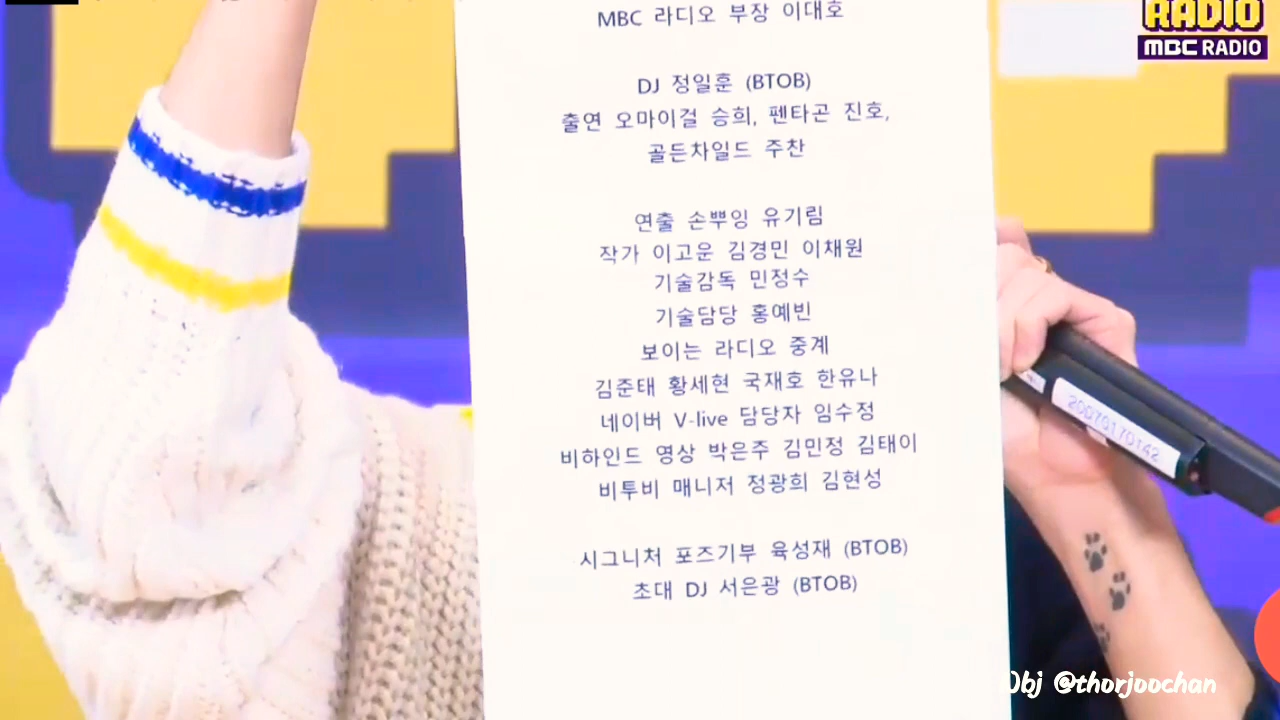 RADIO
MBC RADIO
MBC 라디오 부장 이대호
DJ 정일훈 (BTOB)
출연 오마이걸 승희, 펜타곤 진호,
골든차일드 주찬
연출 손뿌잉 유기림
작가 이고운 김경민 이채원
기술감독 민정수
기술담당 홍예빈
보이는 라디오 중계
김준태 황세현 국재호 한유나
네이버 V-live 담당자 임수정
비하인드 영상 박은주 김민정 김태이
비투비 매니저 정광희 김현성
시그니처 포즈기부 육성재 (BTOB)
초대 DJ 서은광 (BTOB)
20070170142
@thorjoochan